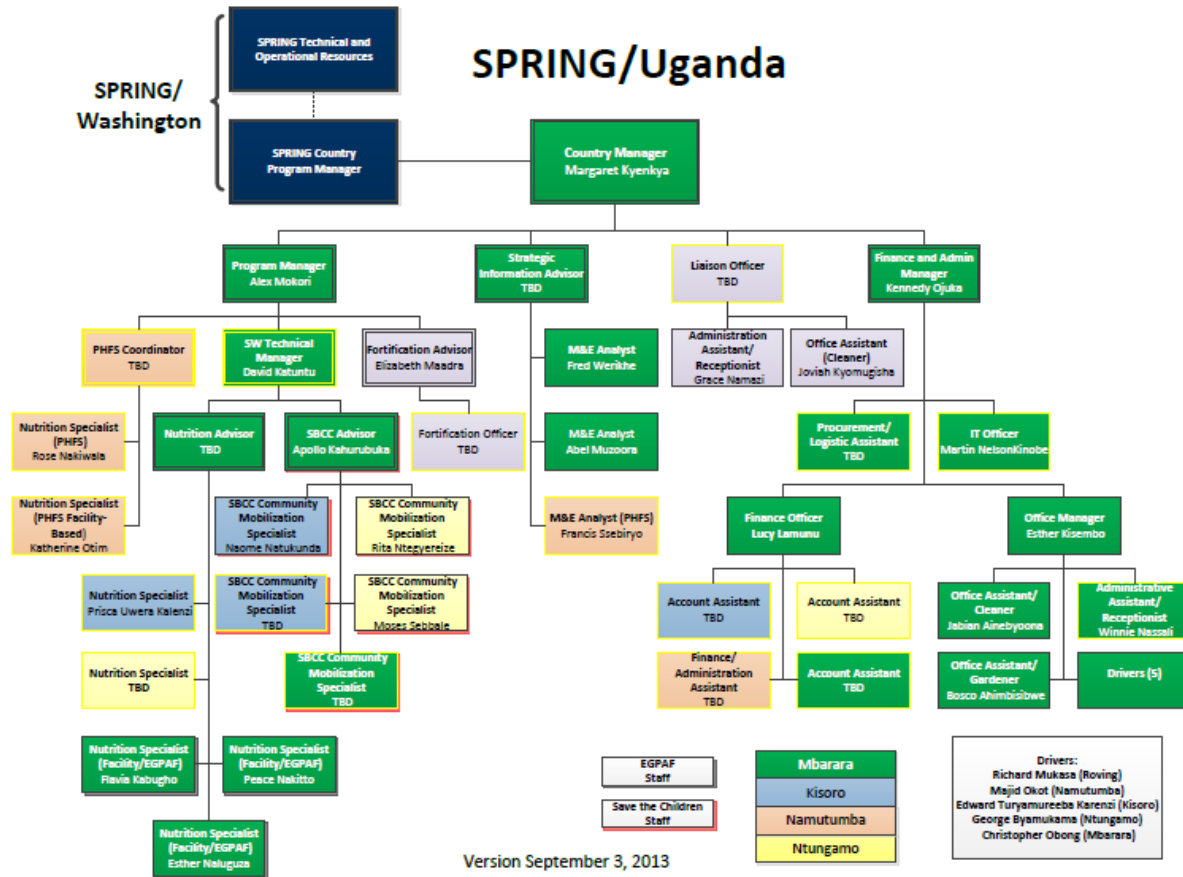 SPRING Technical and
Operational Resources
SPRING/Uganda
SPRING/
Washington
SPRING Country
Program Manager
Country Manager
Margaret Kyenkya
Program Manager
Alex Mokori
Strategic
Information Advisor
TBD
Liaison Officer
TBD
Finance and Admin
Manager
Kennedy Ojuka
PHFS Coordinator
TBD
SW Technical
Manager
David Katuntu
Fortification Advisor
Elizabeth Maadra
M&E Analyst
Fred Werikhe
Administration
Assistant/
Receptionist
Grace Namazi
Office Assistant
(Cleaner)
Joviah Kyomugisha
Nutrition Specialist
(PHFS)
Rose Nakiwala
Nutrition Advisor
TBD
SBCC Advisor
Apollo Kahurubuka
Fortification Officer
TBD
M&E Analyst
Abel Muzoora
Procurement/
Logistic Assistant
TBD
IT Officer
Martin NelsonKinobe
Nutrition Specialist
(PHFS Facility-
Based)
Katherine Otim
SBCC Community
Mobilization
Specialist
Naome Natukunda
SBCC Community
Mobilization
Specialist
Rita Ntegyereize
M&E Analyst (PHFS)
Francis Ssebiryo
Finance Officer
Lucy Lamunu
Office Manager
Esther Kisembo
Nutrition Specialist
Prisca Uwera Kalenzi
SBCC Community
Mobilization
Specialist
TBD
SBCC Community
Mobilization
Specialist
Moses Sebbale
Account Assistant
TBD
Account Assistant
TBD
Office Assistant/
Cleaner
Jabian Ainebyoona
Administrative
Assistant/
Receptionist
Winnie Nassali
Nutrition Specialist
TBD
SBCC Community
Mobilization
Specialist
TBD
Finance/
Administration
Assistant
TBD
Account Assistant
TBD
Office Assistant/
Gardener
Bosco Ahimbisibwe
Drivers (5)
Nutrition Specialist
(Facility/EGPAF)
Flavia Kabugho
Nutrition Specialist
(Facility/EGPAF)
Peace Nakitto
Nutrition Specialist
(Facility/EGPAF)
Esther Naluguza
EGPAF
Staff
Save the Children
Staff
Mbarara
Kisoro
Namutumba
Ntungamo
Drivers:
Richard Mukasa (Roving)
Majid Okot (Namutumba)
Edward Turyamureeba Karenzi (Kisoro)
George Byamukama (Ntungamo)
Christopher Obong (Mbarara)
Version September 3, 2013